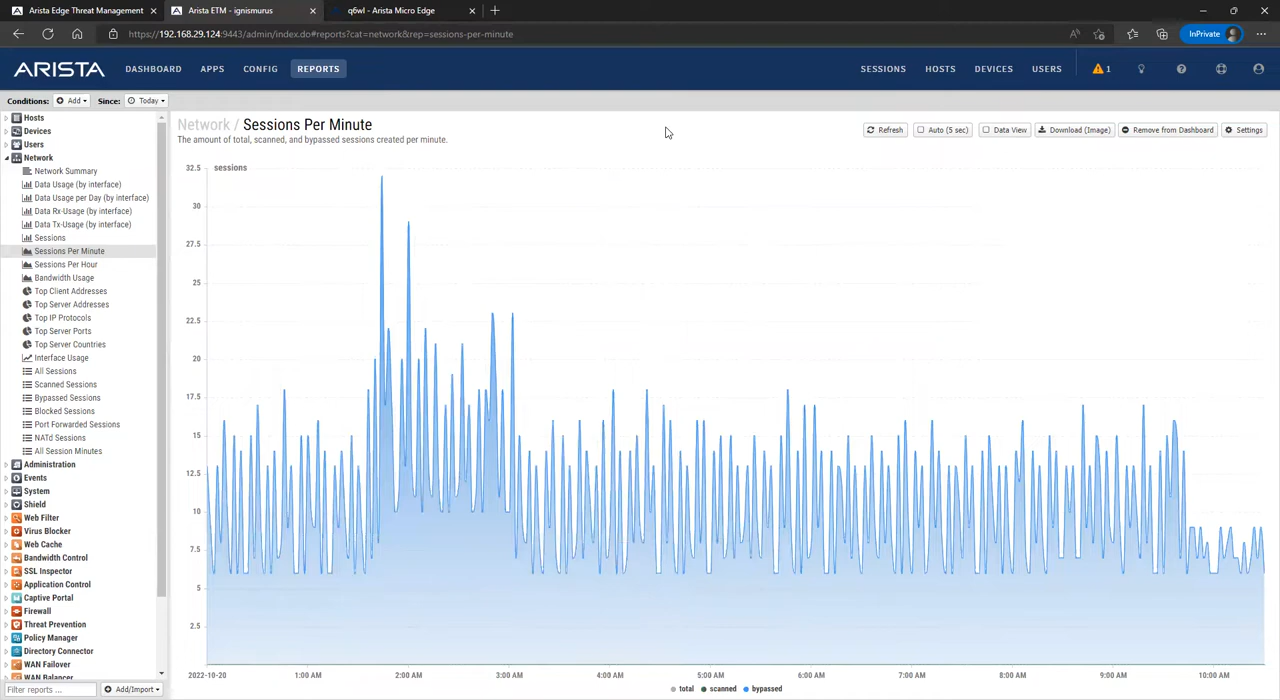 Arista Edge Threat Management
Arista ETM - ignismurus
q6wl - Arista Micro Edge
https://192.168.29.124:9443/admin/index.do#reports?cat=network&rep=sessions-per-minute
InPrivate
ARISTA
DASHBOARD
APPS
CONFIG
REPORTS
SESSIONS
HOSTS
DEVICES
USERS
1
Conditions:
Add
Since:
Today
Hosts
Devices
Users
Network
Network Summary
Data Usage (by interface)
Data Usage per Day (by interface)
Data Rx-Usage (by interface)
Data Tx-Usage (by interface)
Sessions
Sessions Per Minute
Sessions Per Hour
Bandwidth Usage
Top Client Addresses
Top Server Addresses
Top IP Protocols
Top Server Ports
Top Server Countries
Interface Usage
All Sessions
Scanned Sessions
Bypassed Sessions
Blocked Sessions
Port Forwarded Sessions
NATd Sessions
All Session Minutes
Administration
Events
System
Shield
Web Filter
Virus Blocker
Web Cache
Bandwidth Control
SSL Inspector
Application Control
Captive Portal
Firewall
Threat Prevention
Policy Manager
Directory Connector
WAN Failover
WAN Balancer
Filter reports ...
Add/Import
Network / Sessions Per Minute
The amount of total, scanned, and bypassed sessions created per minute.
Refresh
Auto (5 sec)
Data View
Download (Image)
Remove from Dashboard
Settings
sessions
32.5
30
27.5
25
22.5
20
17.5
15
12.5
10
7.5
5
2.5
2022-10-20
1:00 AM
2:00 AM
3:00 AM
4:00 AM
5:00 AM
6:00 AM
7:00 AM
8:00 AM
9:00 AM
10:00 AM
total
scanned
bypassed